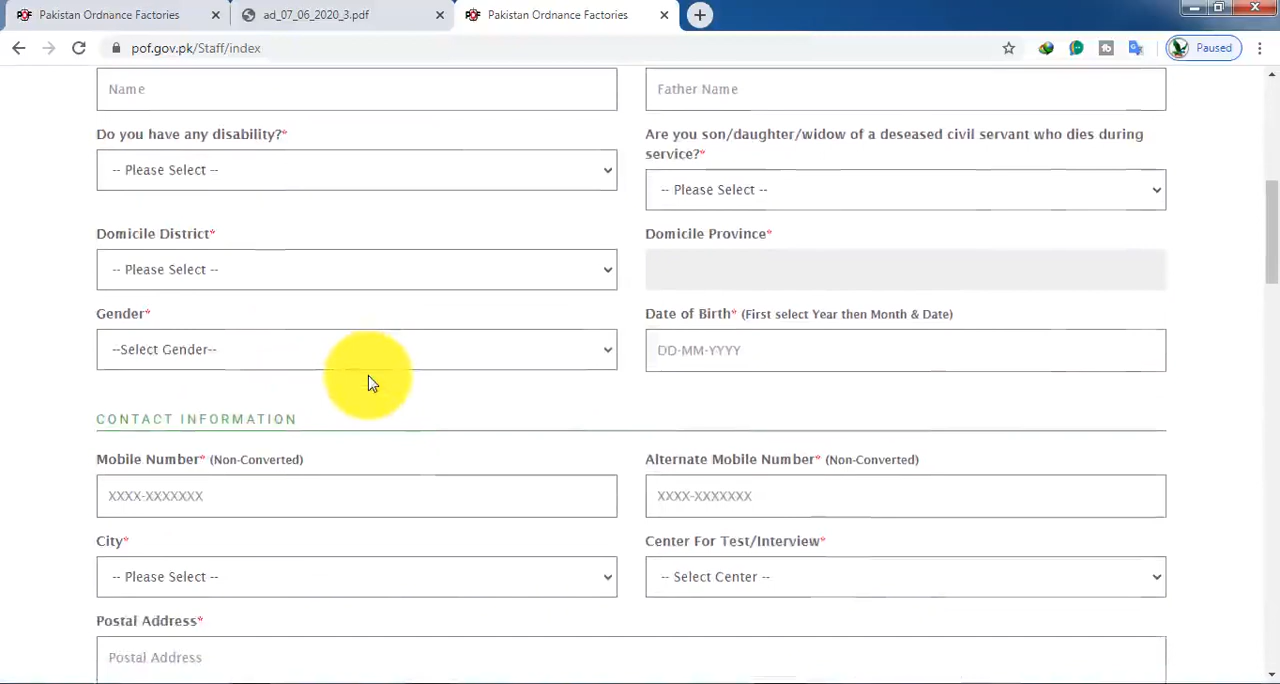 Pakistan Ordnance Factories
ad_07_06_2020_3.pdf
Pakistan Ordnance Factories
pof.gov.pk/Staff/index
Paused
Name
Father Name
Do you have any disability?*
Are you son/daughter/widow of a deseased civil servant who dies during
service?*
-- Please Select --
-- Please Select --
Domicile District*
Domicile Province*
-- Please Select --
Gender*
Date of Birth* (First select Year then Month & Date)
--Select Gender--
DD-MM-YYYY
CONTACT INFORMATION
Mobile Number* (Non-Converted)
Alternate Mobile Number* (Non-Converted)
XXXX-XXXXXXX
XXXX-XXXXXXX
City*
Center For Test/Interview*
-- Please Select --
-- Select Center --
Postal Address*
Postal Address